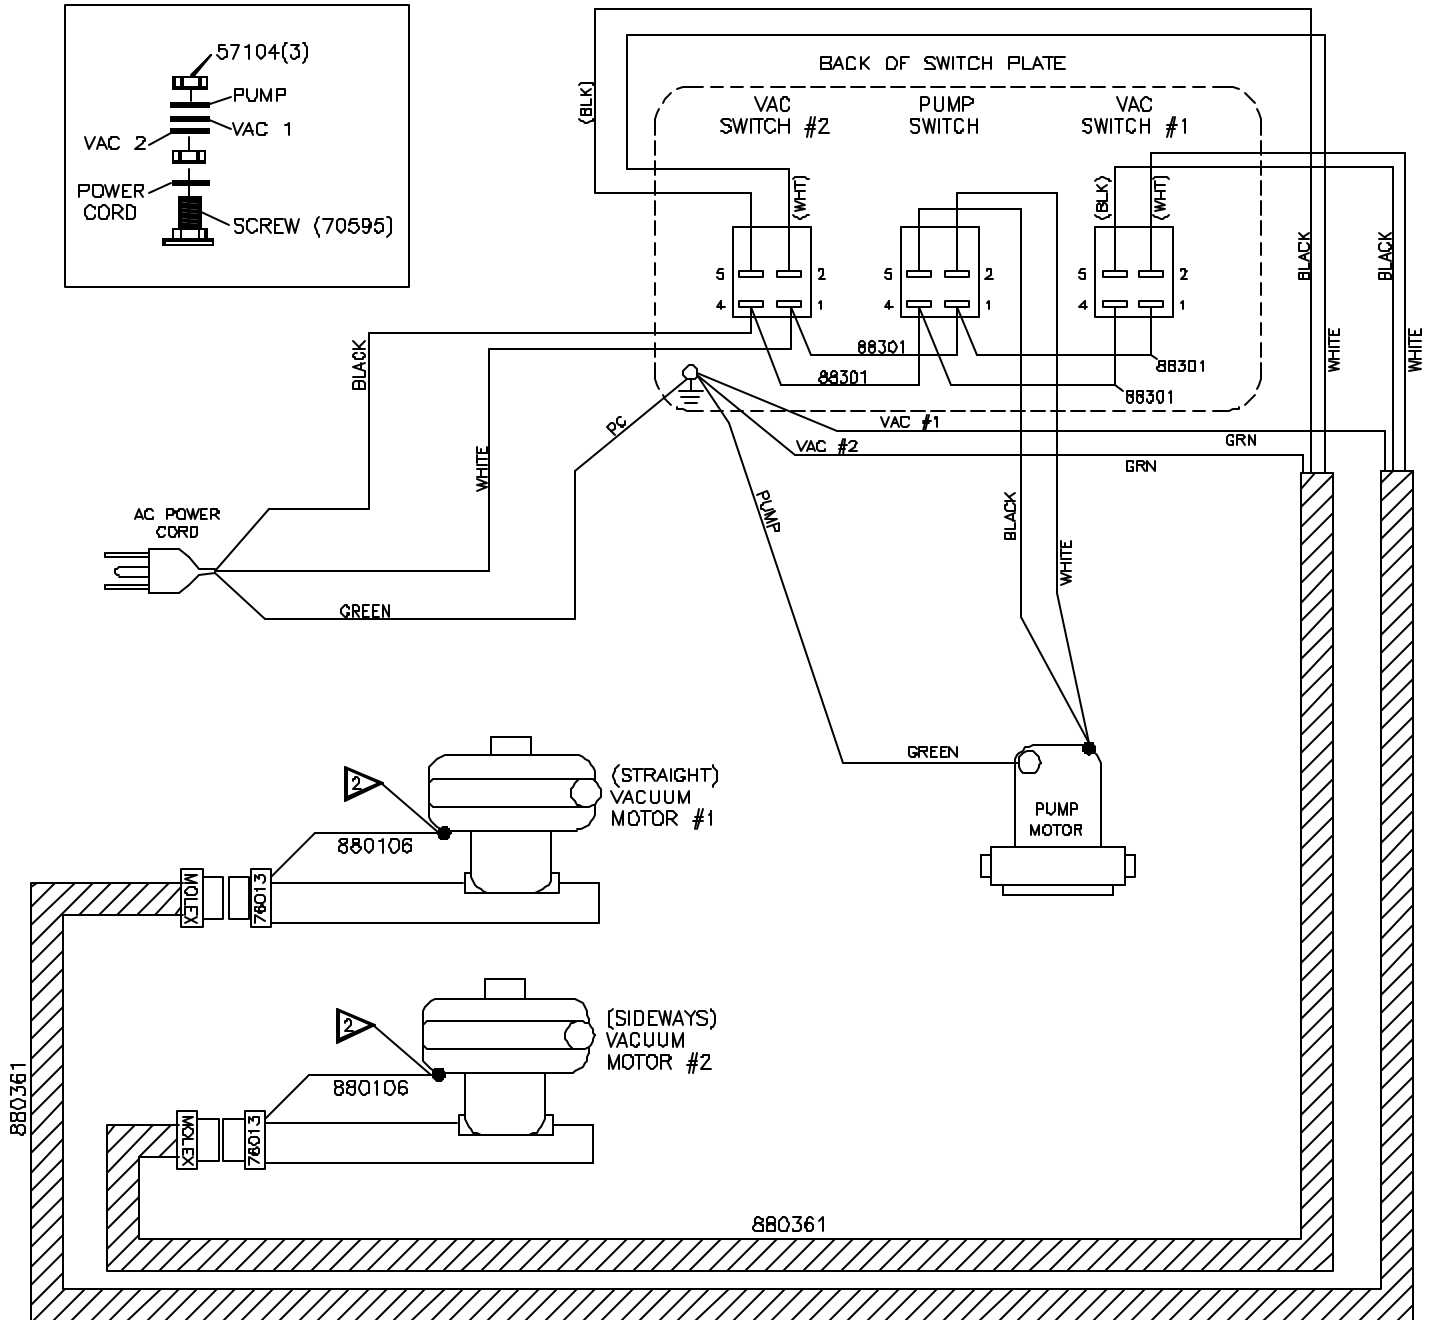 57104(3)
PUMP
VAC 1
VAC 2
POWER
CORD
SCREW (70595)
BACK OF SWITCH PLATE
VAC
SWITCH #2
PUMP
SWITCH
VAC
SWITCH #1
(BLK)
(WHT)
(BLK)
(WHT)
5 2
4 1
5 2
4 1
5 2
4 1
BLACK
BLACK
WHITE
WHITE
88301
88301
88301
88301
BLACK
WHITE
PC
VAC #1
GRN
VAC #2
GRN
PUMP
BLACK
WHITE
AC POWER
CORD
GREEN
GREEN
PUMP
MOTOR
2
(STRAIGHT)
VACUUM
MOTOR #1
880106
MOLEX
76013
2
(SIDEWAYS)
VACUUM
MOTOR #2
880106
MOLEX
76013
880361
880361